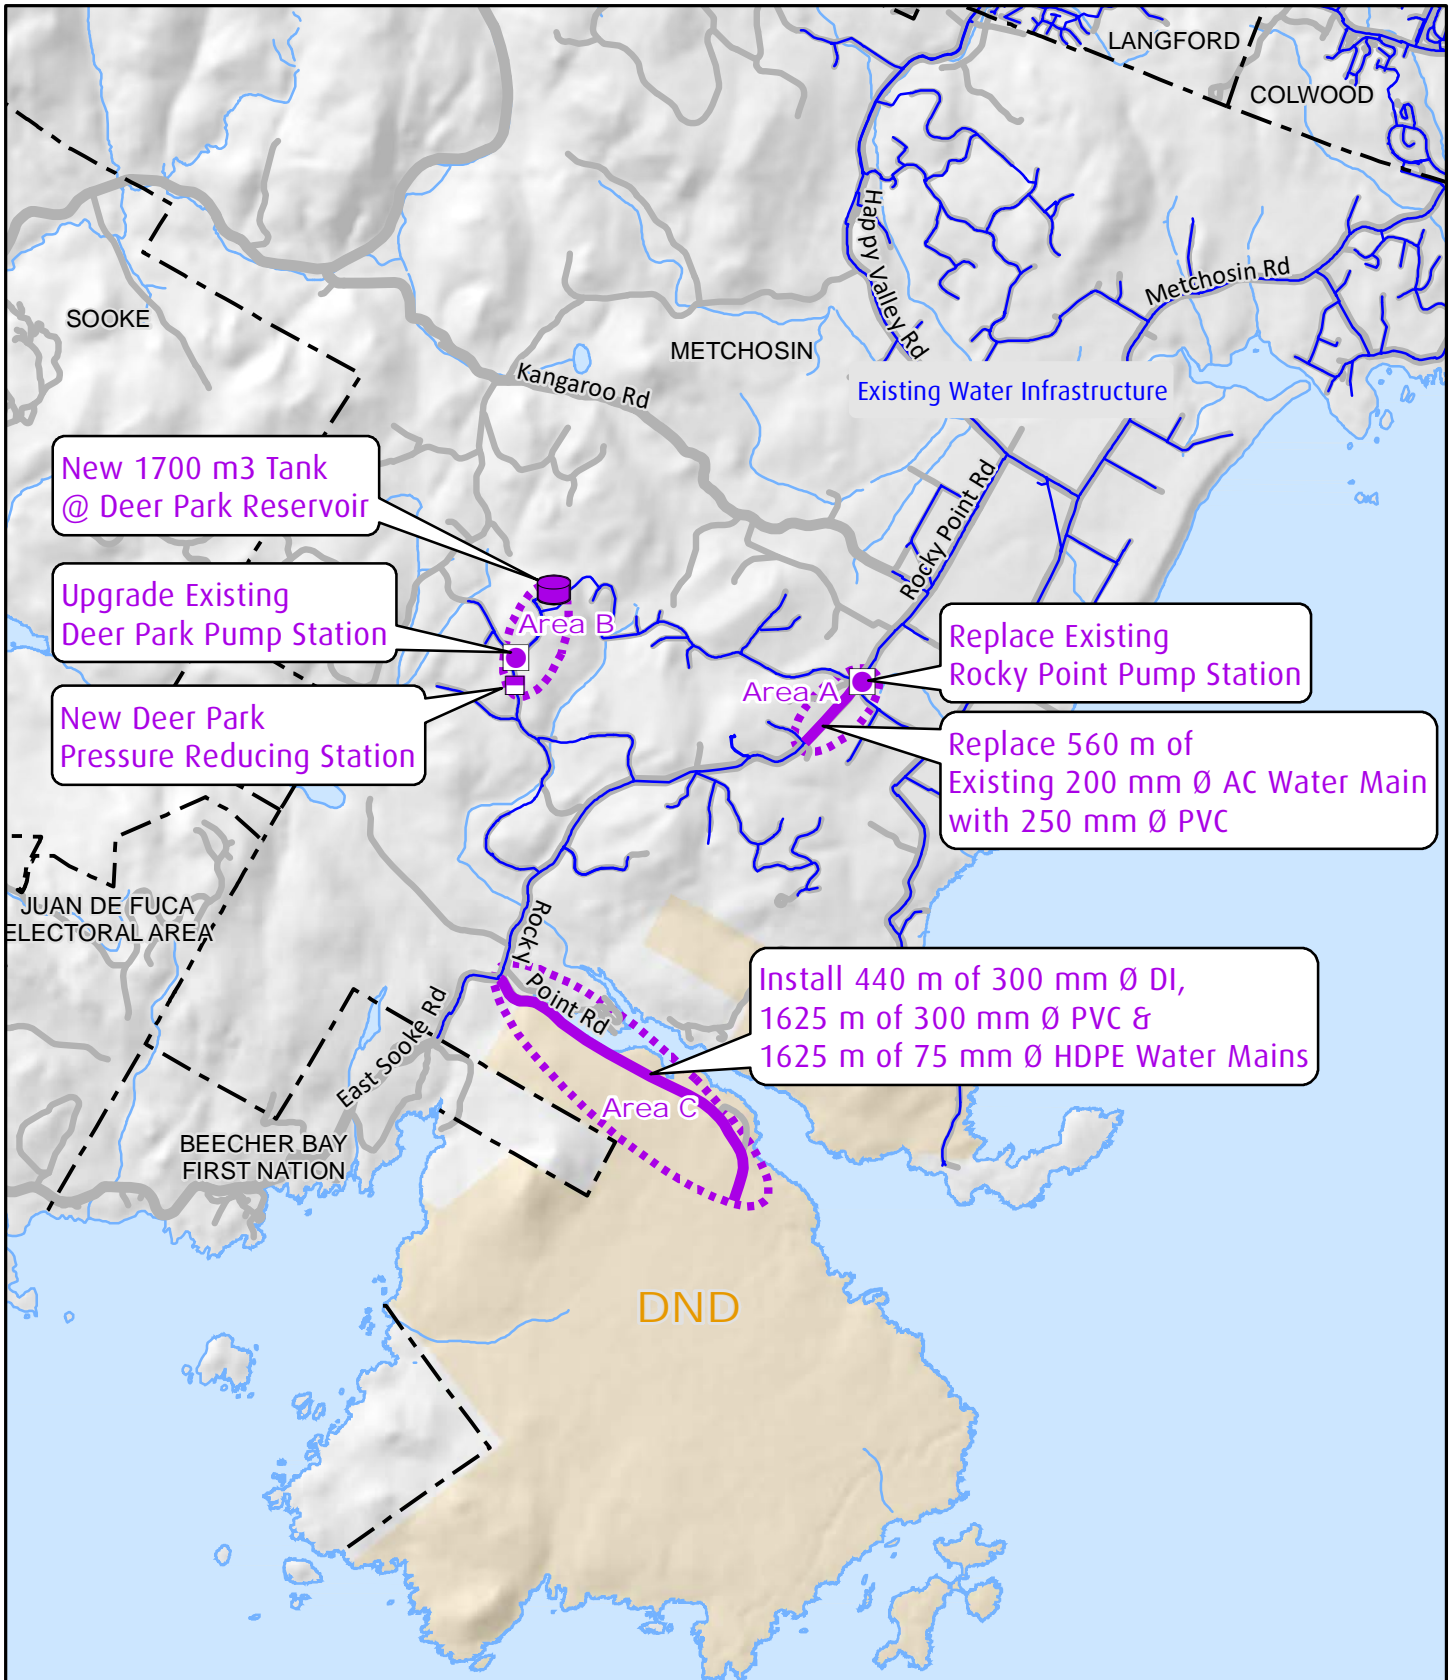 LANGFORD
COLWOOD
Happy Valley Rd
Metchosin Rd
SOOKE
METCHOSIN
Kangaroo Rd
Existing Water Infrastructure
New 1700 m3 Tank
@ Deer Park Reservoir
Rocky Point Rd
Upgrade Existing
Deer Park Pump Station
Area B
Replace Existing
Rocky Point Pump Station
Area A
New Deer Park
Pressure Reducing Station
Replace 560 m of
Existing 200 mm Ø AC Water Main
with 250 mm Ø PVC
JUAN DE FUCA
ELECTORAL AREA
Rocky
Point Rd
Install 440 m of 300 mm Ø DI,
1625 m of 300 mm Ø PVC &
1625 m of 75 mm Ø HDPE Water Mains
East Sooke Rd
Area C
BEECHER BAY
FIRST NATION
DND